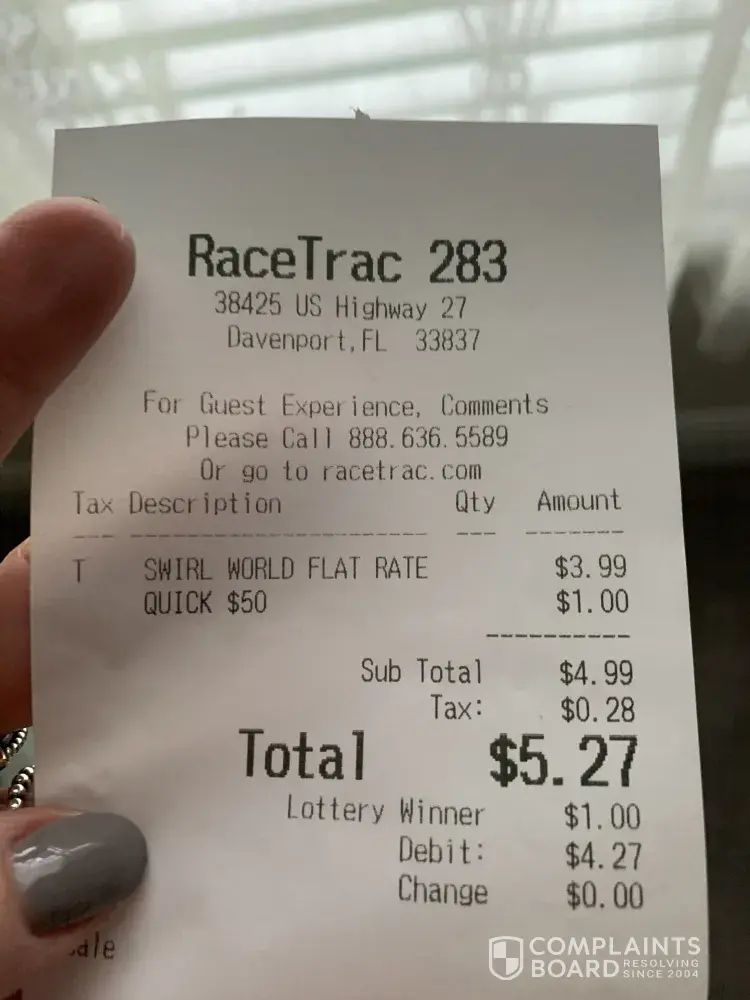 RaceTrac 283
38425 US Highway 27
Davenport,FL 33837
For Guest Experience, Comments
Please Call 888.636.5589
Or go to racetrac.com
Tax Description Qty Amount
T SWIRL WORLD FLAT RATE $3.99
QUICK $50 $1.00
Sub Total $4.99
Tax: $0.28
Total $5.27
Lottery Winner $1.00
Debit: $4.27
Change $0.00
COMPLAINTS
BOARD RESOLVING
SINCE 2004